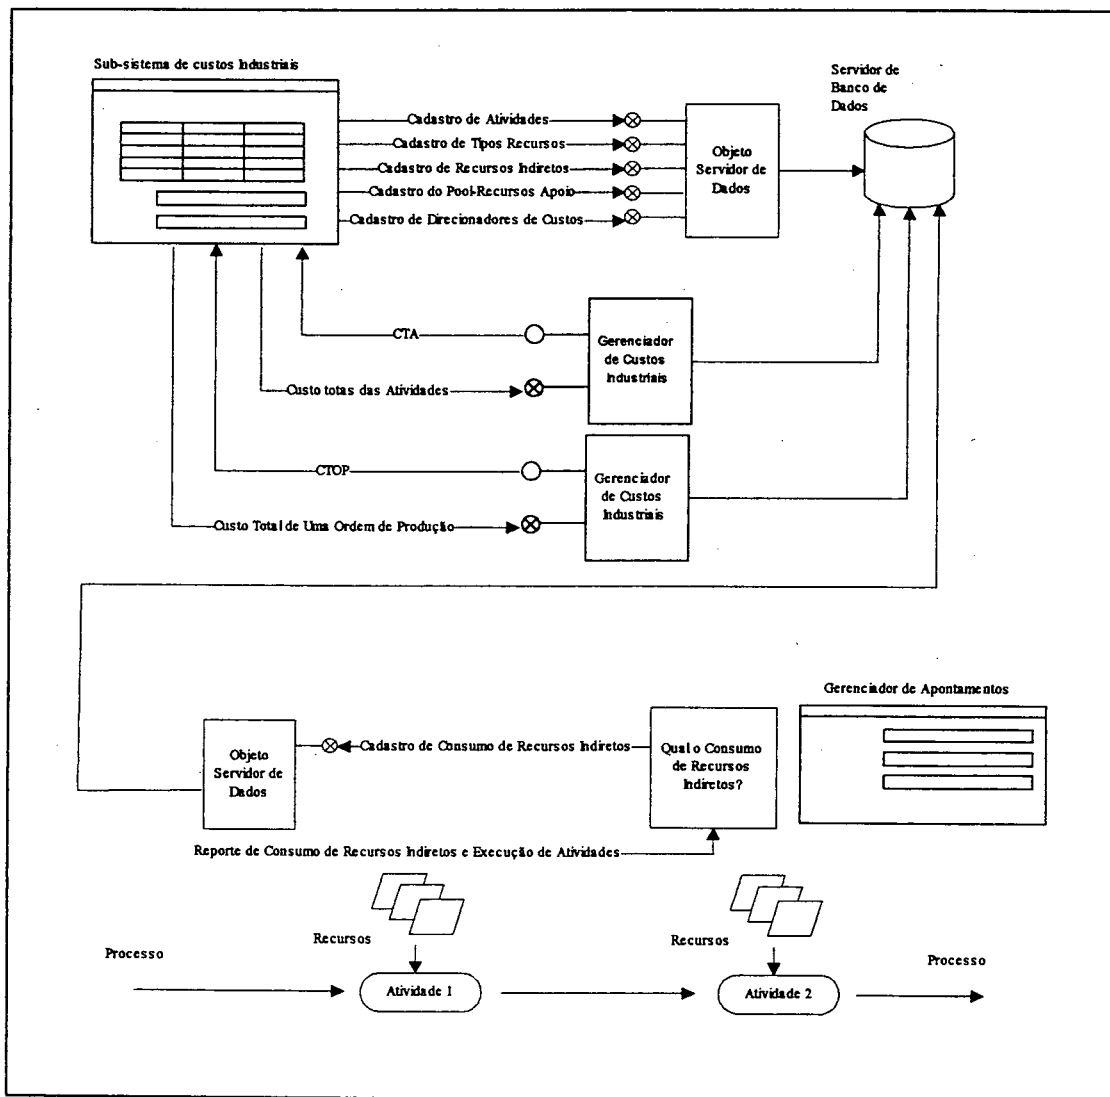 Sub-sistema de custos Industriais
Servidor de
Banco de
Dados
Cadastro de Atividades
Cadastro de Tipos Recursos
Cadastro de Recursos Indiretos
Cadastro do Pool-Recursos Apoio
Cadastro de Direcionadores de Custos
Objeto
Servidor de
Dados
CTA
Custo totas das Atividades
Gerenciador
de Custos
Industriais
CTOP
Custo Total de Uma Ordem de Produção
Gerenciador
de Custos
Industriais
Gerenciador de Apontamentos
Objeto
Servidor de
Dados
Cadastro de Consumo de Recursos Indiretos
Qual o Consumo
de Recursos
Indiretos?
Reporte de Consumo de Recursos Indiretos e Execução de Atividades
Recursos
Recursos
Processo
Processo
Atividade 1
Atividade 2